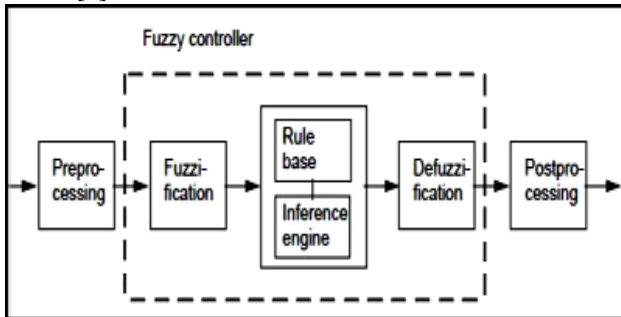 Fuzzy controller
Prepro-
cessing
Fuzzi-
fication
Rule
base
Inference
engine
Defuzzi-
fication
Postpro-
cessing